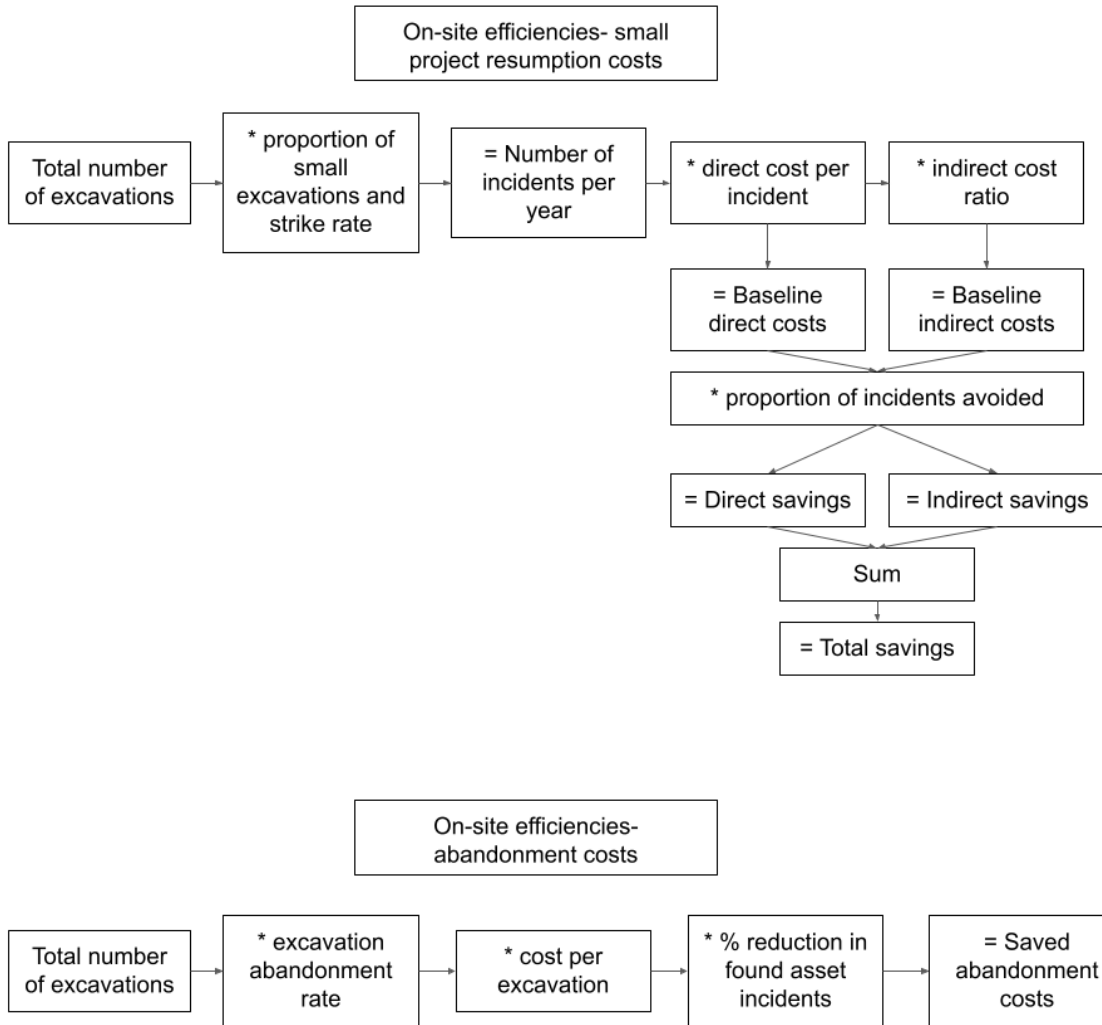 On-site efficiencies- small
project resumption costs
Total number
of excavations
* proportion of
small
excavations and
strike rate
= Number of
incidents per
year
* direct cost per
incident
* indirect cost
ratio
= Baseline
direct costs
= Baseline
indirect costs
* proportion of incidents avoided
= Direct savings
= Indirect savings
Sum
= Total savings
On-site efficiencies-
abandonment costs
Total number
of excavations
* excavation
abandonment
rate
* cost per
excavation
* % reduction in
found asset
incidents
= Saved
abandonment
costs